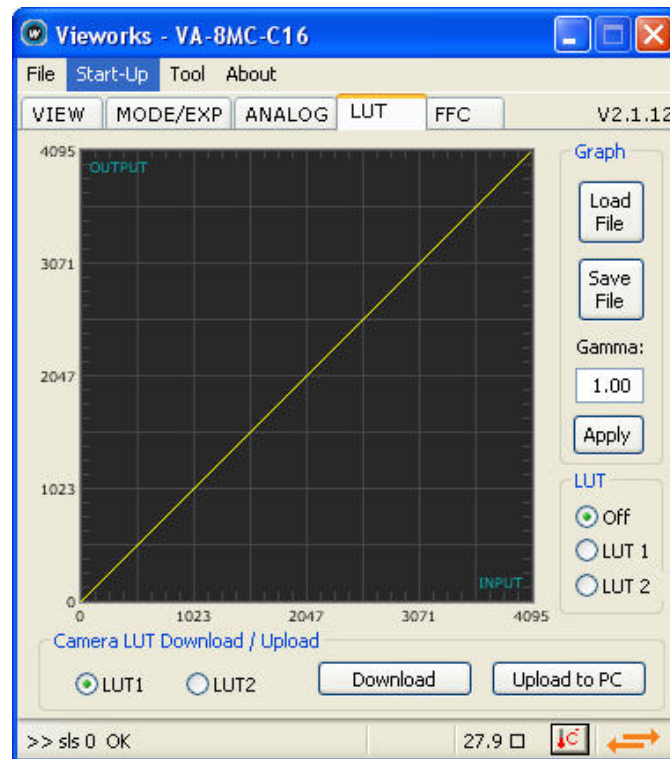 Vieworks - VA-8MC-C16
File Start-Up Tool About
VIEW MODE/EXP ANALOG LUT FFC V2.1.12
4095
OUTPUT
3071
2047
1023
0
INPUT
0 1023 2047 3071 4095
Graph
Load
File
Save
File
Gamma:
1.00
Apply
LUT
Off
LUT 1
LUT 2
Camera LUT Download / Upload
LUT1 LUT2 Download Upload to PC
>> sls 0 OK 27.9 □ C